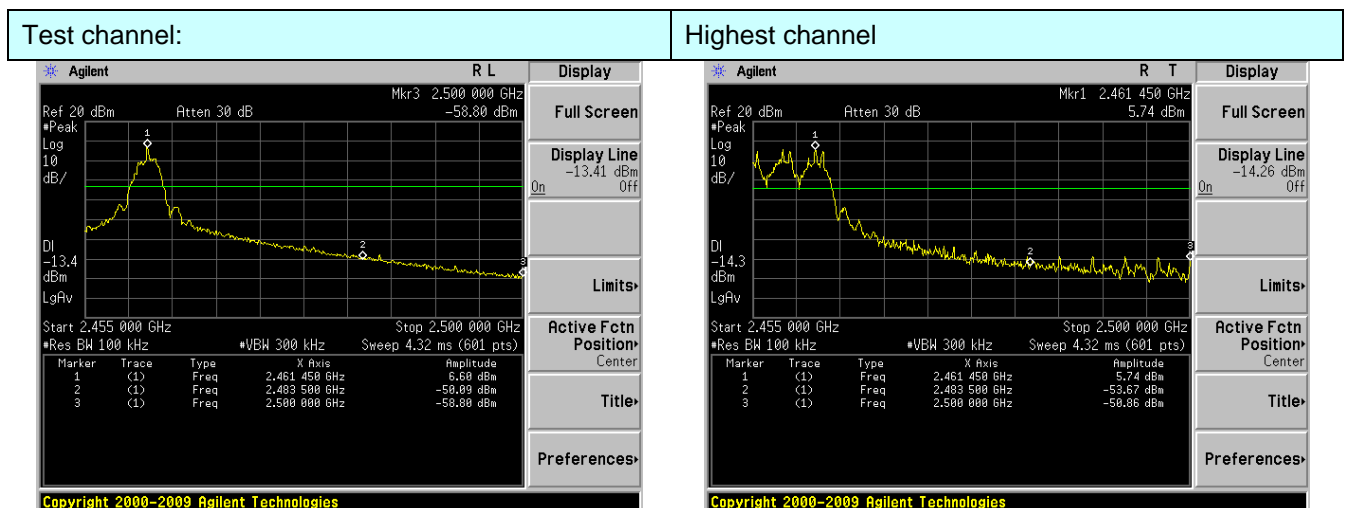 Test channel: Highest channel
Agilent R L Display
Mkr3 2.500 000 GHz
Ref 20 dBm Atten 30 dB -58.80 dBm
#Peak
Log
10
dB/
1
2
3
DI
-13.4
dBm
LgAv
Start 2.455 000 GHz Stop 2.500 000 GHz
#Res BW 100 kHz #VBW 300 kHz Sweep 4.32 ms (601 pts)
Marker Trace Type X Axis Amplitude
1 (1) Freq 2.461 450 GHz 6.60 dBm
2 (1) Freq 2.483 500 GHz -50.09 dBm
3 (1) Freq 2.500 000 GHz -58.80 dBm
Full Screen
Display Line
-13.41 dBm
On Off
Limits
Active Fctn
Position
Center
Title
Preferences
Copyright 2000-2009 Agilent Technologies
Agilent R T Display
Mkr1 2.461 450 GHz
Ref 20 dBm Atten 30 dB 5.74 dBm
#Peak
Log
10
dB/
1
2
3
DI
-14.3
dBm
LgAv
Start 2.455 000 GHz Stop 2.500 000 GHz
#Res BW 100 kHz #VBW 300 kHz Sweep 4.32 ms (601 pts)
Marker Trace Type X Axis Amplitude
1 (1) Freq 2.461 450 GHz 5.74 dBm
2 (1) Freq 2.483 500 GHz -53.67 dBm
3 (1) Freq 2.500 000 GHz -50.86 dBm
Full Screen
Display Line
-14.26 dBm
On Off
Limits
Active Fctn
Position
Center
Title
Preferences
Copyright 2000-2009 Agilent Technologies